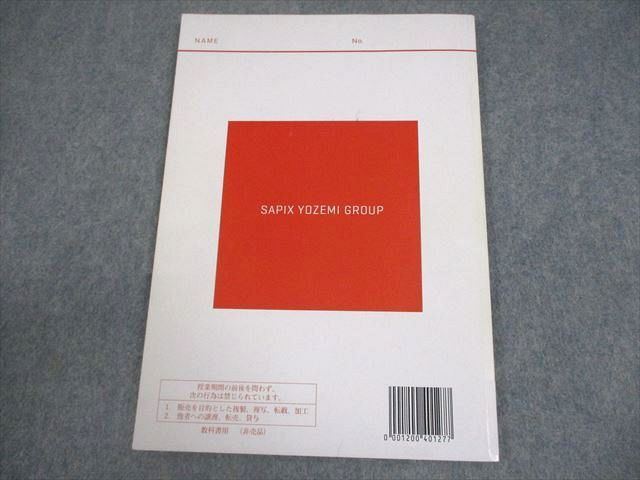 NAME No.
SAPIX YOZEMI GROUP
授業期間の前後を問わず、
次の行為は禁じられています。
1. 販売を目的とした複製、複写、転載、加工
2. 他者への譲渡、転売、貸与
教科書用 (非売品)
0 001200 401277